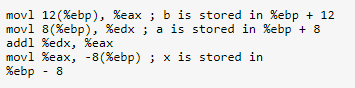 movl 12(%ebp), %eax ; b is stored in %ebp + 12
movl 8(%ebp), %edx ; a is stored in %ebp + 8
addl %edx, %eax
movl %eax, -8(%ebp) ; x is stored in
%ebp - 8